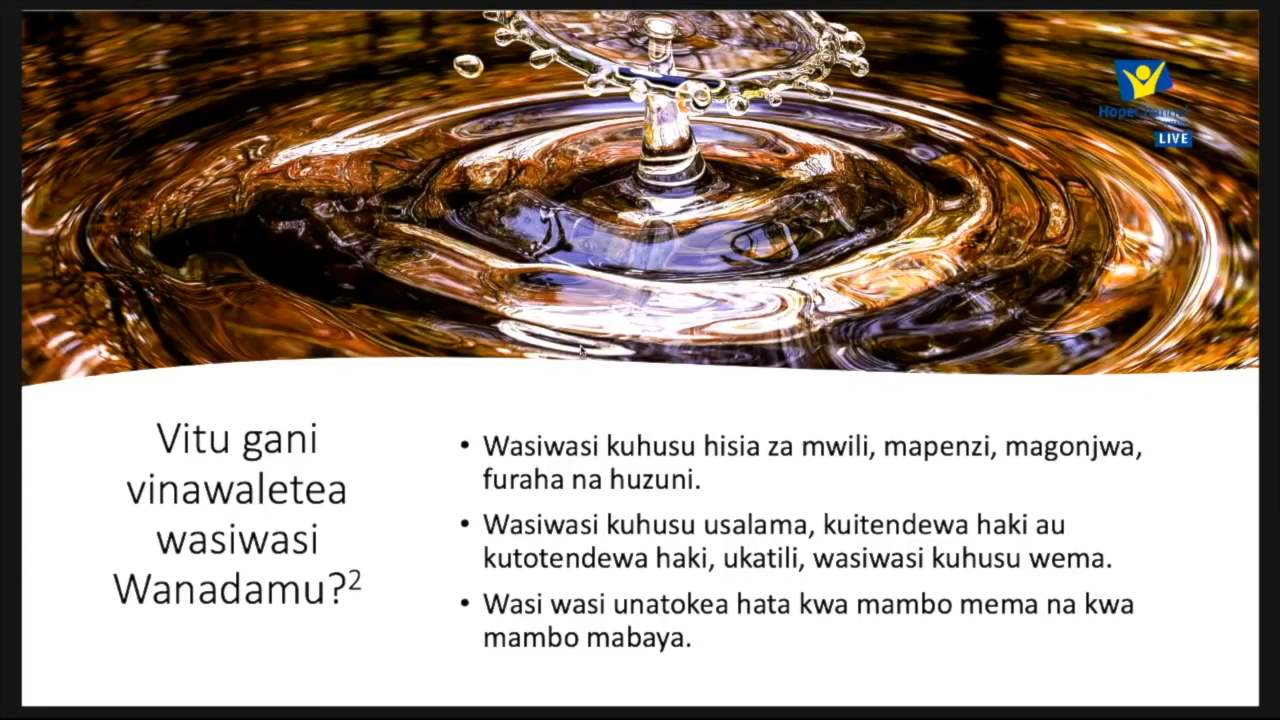 HopeChannel
LIVE
Vitu gani
vinawaletea
wasiwasi
Wanadamu?²
• Wasiwasi kuhusu hisia za mwili, mapenzi, magonjwa,
furaha na huzuni.
• Wasiwasi kuhusu usalama, kuitendewa haki au
kutotendewa haki, ukatili, wasiwasi kuhusu wema.
• Wasi wasi unatokea hata kwa mambo mema na kwa
mambo mabaya.